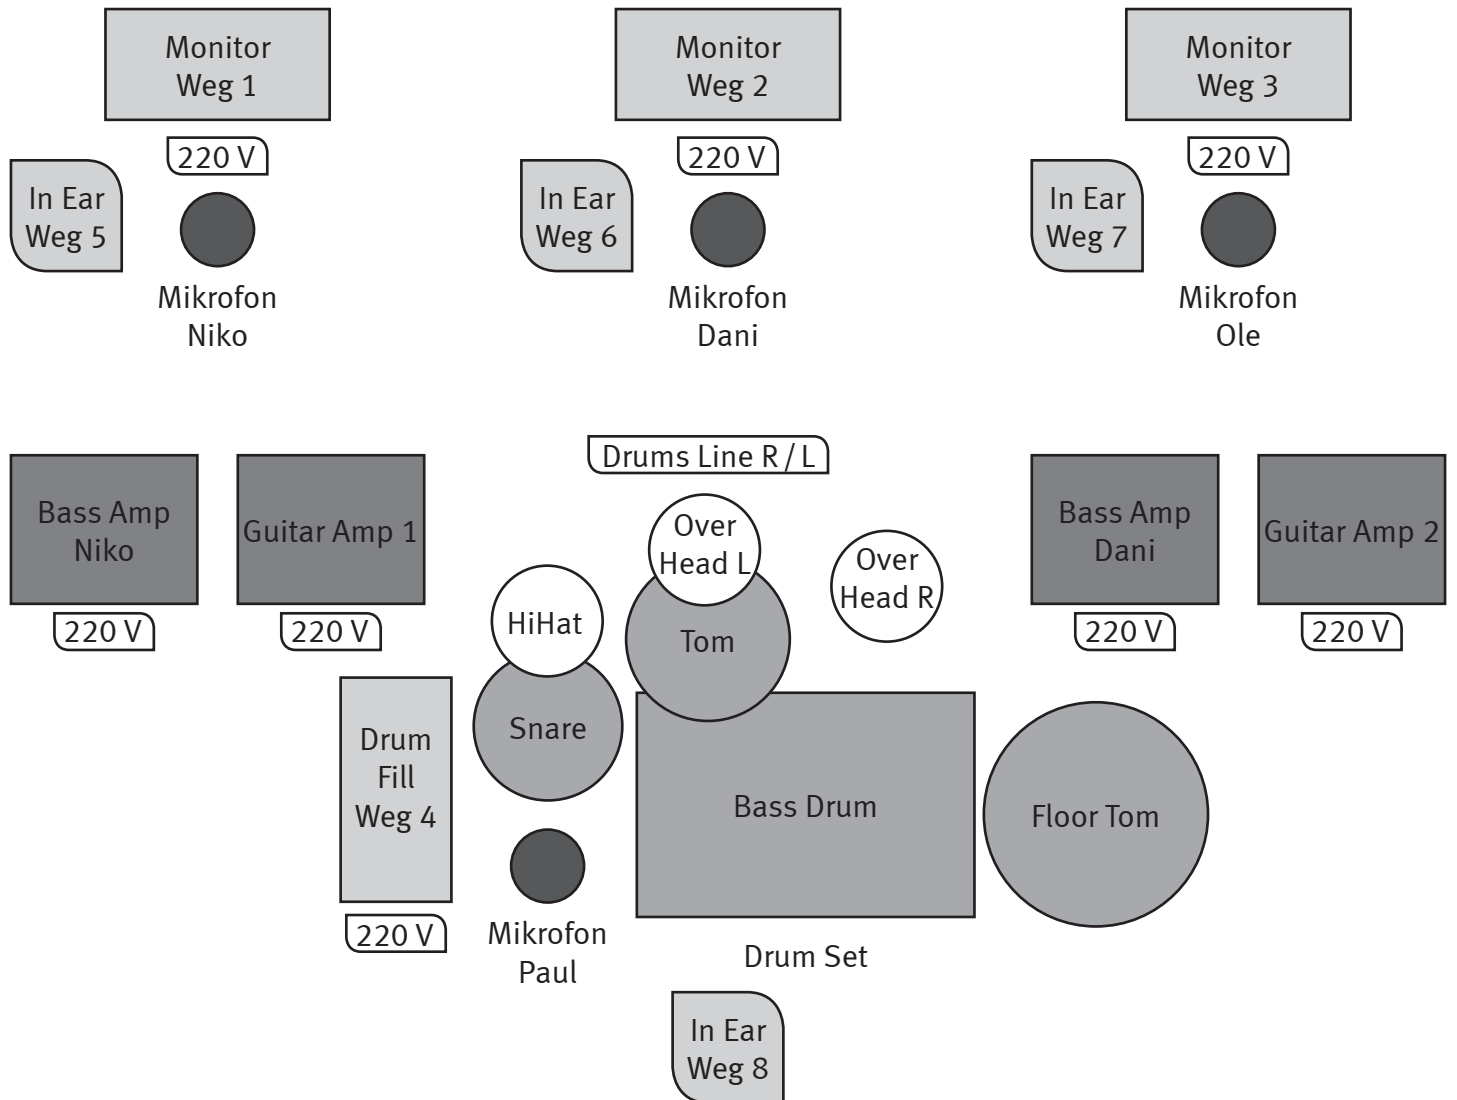 Monitor
Weg 1
Monitor
Weg 2
Monitor
Weg 3
220 V
220 V
220 V
In Ear
Weg 5
In Ear
Weg 6
In Ear
Weg 7
Mikrofon
Niko
Mikrofon
Dani
Mikrofon
Ole
Drums Line R / L
Bass Amp
Niko
Guitar Amp 1
Over
Head L
Over
Head R
Bass Amp
Dani
Guitar Amp 2
220 V
220 V
HiHat
Tom
220 V
220 V
Drum
Fill
Weg 4
Snare
Bass Drum
Floor Tom
220 V
Mikrofon
Paul
Drum Set
In Ear
Weg 8